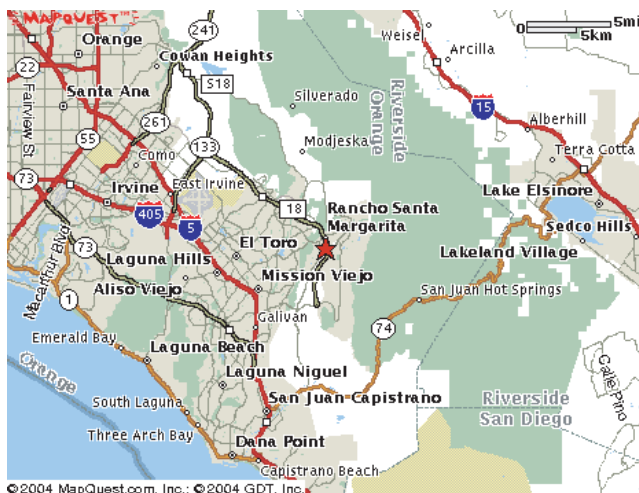 MAPQUEST
5mi
5km
Orange
241
Weisel
Arcilla
Cowan Heights
22
S18
15
Santa Ana
Silverado
Riverside
Orange
Fairview St
261
55
133
Alberhill
Como
Modjeska
Terra Cotta
73
East Irvine
Irvine
18
Rancho Santa
Margarita
Lake Elsinore
405
5
Sedco Hills
El Toro
73
Macarthur Blvd
Laguna Hills
Lakeland Village
Mission Viejo
Aliso Viejo
San Juan Hot Springs
1
Galivan
74
Emerald Bay
Laguna Beach
Orange
Calle Pino
Laguna Niguel
South Laguna
San Juan Capistrano
Riverside
San Diego
Three Arch Bay
Dana Point
Capistrano Beach
©2004 MapQuest.com, Inc.; ©2004 GDT, Inc.